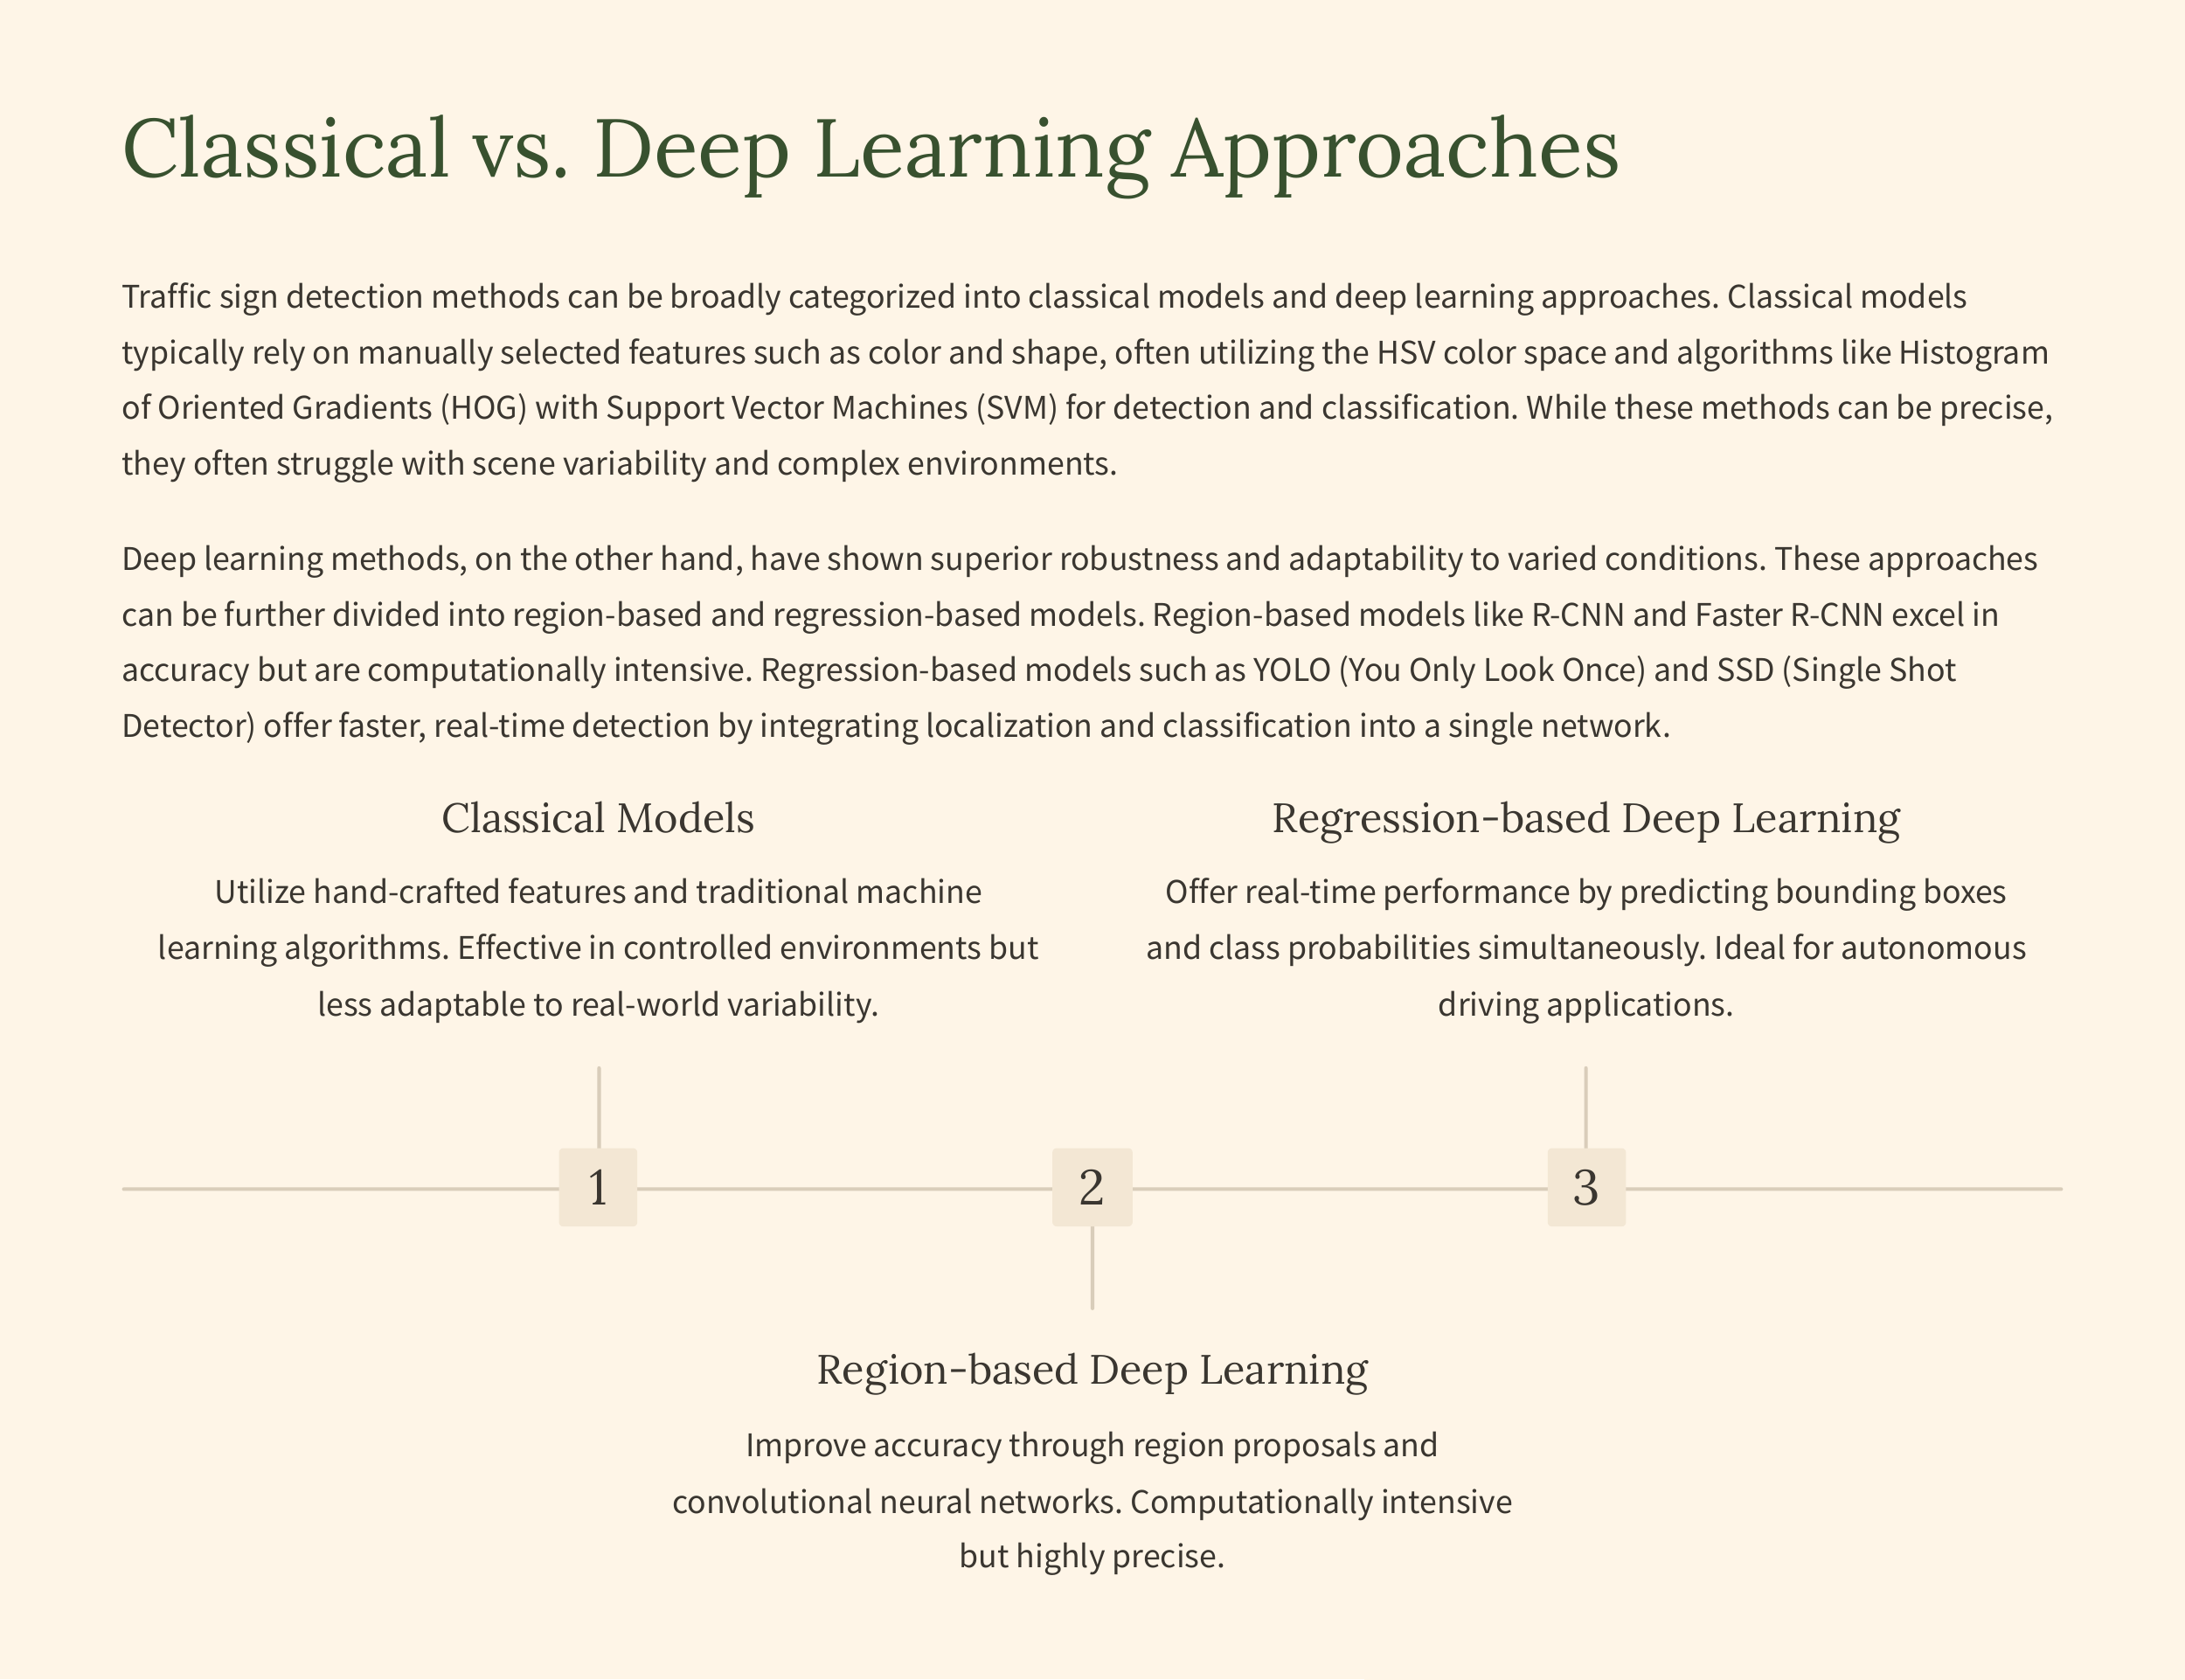 Classical vs. Deep Learning Approaches
Traffic sign detection methods can be broadly categorized into classical models and deep learning approaches. Classical models
typically rely on manually selected features such as color and shape, often utilizing the HSV color space and algorithms like Histogram
of Oriented Gradients (HOG) with Support Vector Machines (SVM) for detection and classification. While these methods can be precise,
they often struggle with scene variability and complex environments.
Deep learning methods, on the other hand, have shown superior robustness and adaptability to varied conditions. These approaches
can be further divided into region-based and regression-based models. Region-based models like R-CNN and Faster R-CNN excel in
accuracy but are computationally intensive. Regression-based models such as YOLO (You Only Look Once) and SSD (Single Shot
Detector) offer faster, real-time detection by integrating localization and classification into a single network.
Classical Models
Utilize hand-crafted features and traditional machine
learning algorithms. Effective in controlled environments but
less adaptable to real-world variability.
Regression-based Deep Learning
Offer real-time performance by predicting bounding boxes
and class probabilities simultaneously. Ideal for autonomous
driving applications.
1
2
3
Region-based Deep Learning
Improve accuracy through region proposals and
convolutional neural networks. Computationally intensive
but highly precise.